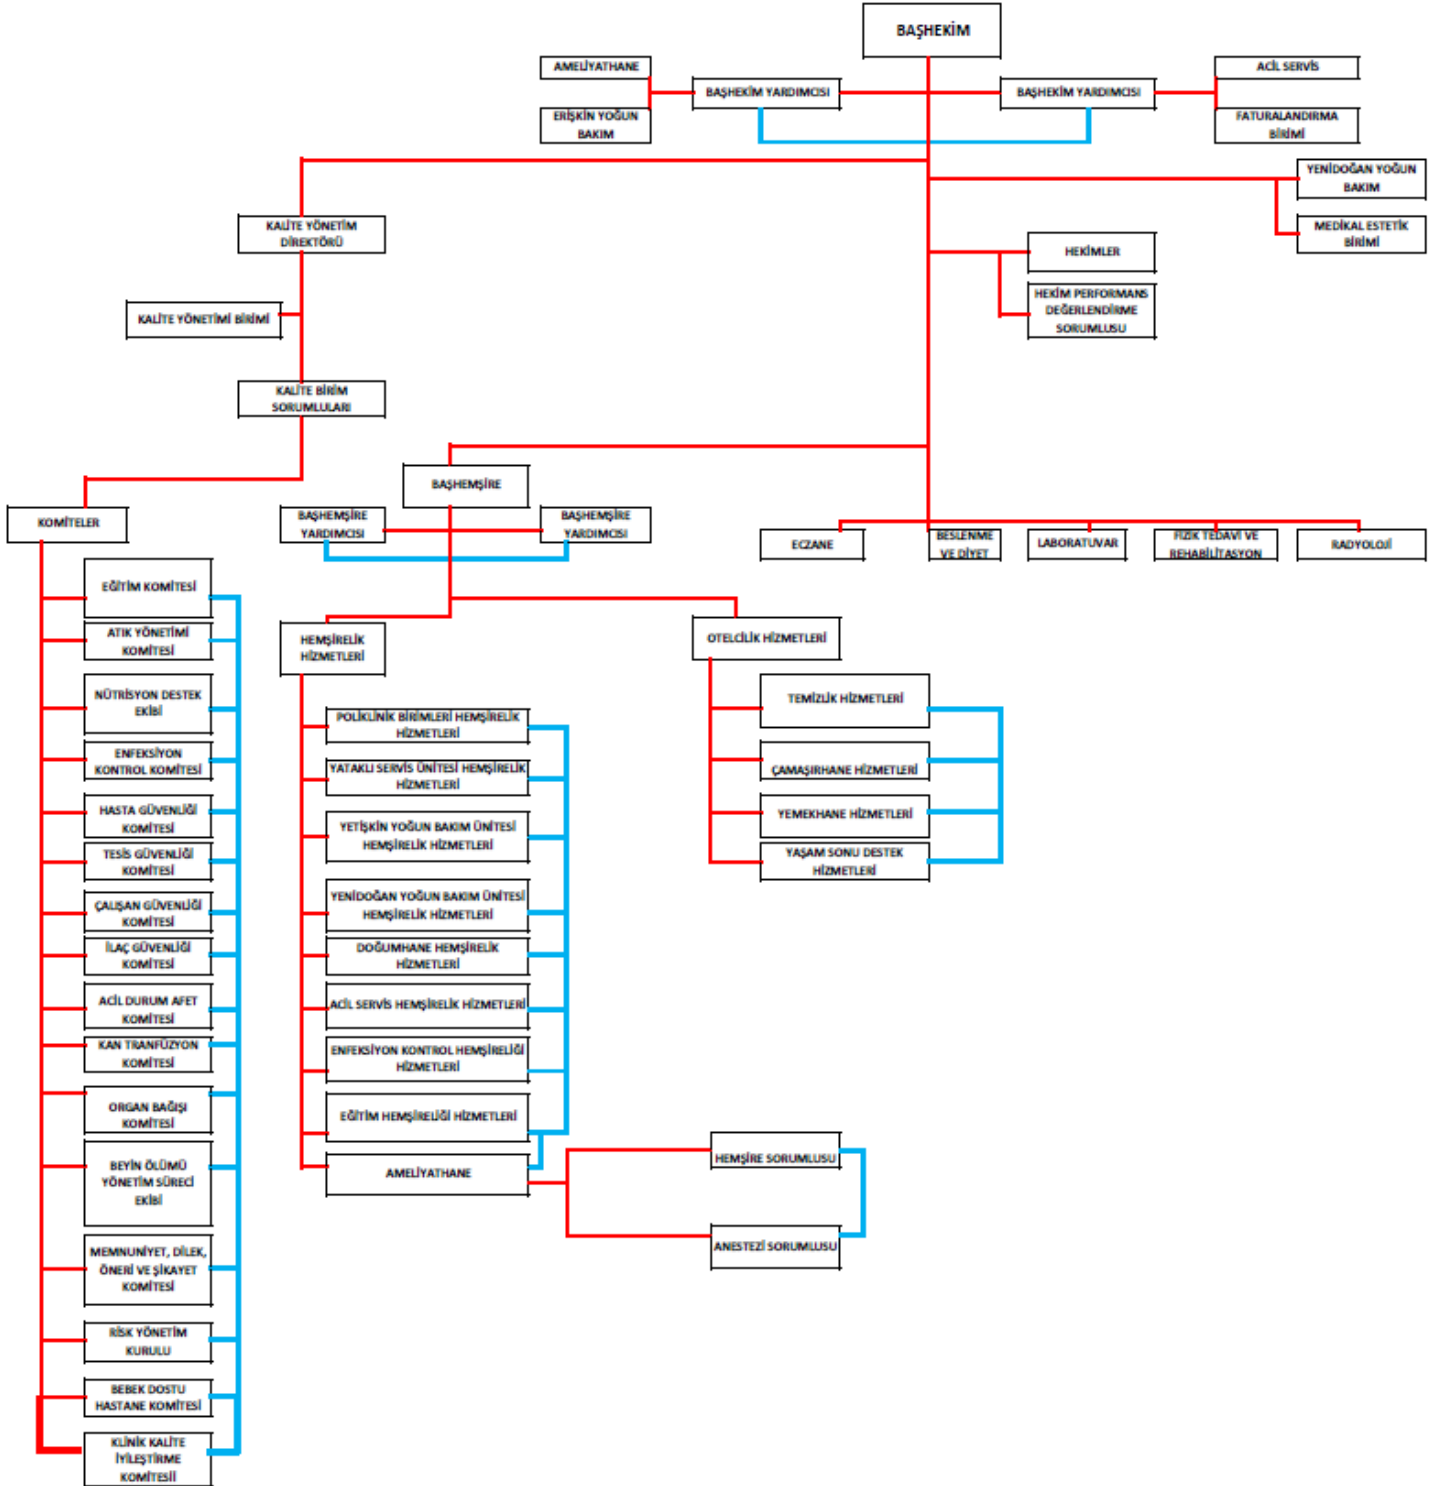 BAŞHEKİM
AMELİYATHANE
ACİL SERVİS
BAŞHEKİM YARDIMCISI
BAŞHEKİM YARDIMCISI
ERİŞKİN YOĞUN
BAKIM
FATURALANDIRMA
BİRİMİ
YENİDOĞAN YOĞUN
BAKIM
KALİTE YÖNETİM
DİREKTÖRÜ
MEDİKAL ESTETİK
BİRİMİ
HEKİMLER
HEKİM PERFORMANS
DEĞERLENDİRME
SORUMLUSU
KALİTE YÖNETİMİ BİRİMİ
KALİTE BİRİM
SORUMLULARI
BAŞHEMŞİRE
KOMİTELER
BAŞHEMŞİRE
YARDIMCISI
BAŞHEMŞİRE
YARDIMCISI
ECZANE
BESLENME
VE DİYET
LABORATUVAR
FİZİK TEDAVİ VE
REHABİLİTASYON
RADYOLOJİ
EĞİTİM KOMİTESİ
ATIK YÖNETİMİ
KOMİTESİ
NÜTRİSYON DESTEK
EKİBİ
ENFEKSİYON
KONTROL KOMİTESİ
HASTA GÜVENLİĞİ
KOMİTESİ
TESİS GÜVENLİĞİ
KOMİTESİ
ÇALIŞAN GÜVENLİĞİ
KOMİTESİ
İLAÇ GÜVENLİĞİ
KOMİTESİ
ACİL DURUM AFET
KOMİTESİ
KAN TRANFÜZYON
KOMİTESİ
ORGAN BAĞIŞI
KOMİTESİ
BEYİN ÖLÜMÜ
YÖNETİM SÜRECİ
EKİBİ
MEMNUNİYET, DİLEK,
ÖNERİ VE ŞİKAYET
KOMİTESİ
RİSK YÖNETİM
KURULU
BEBEK DOSTU
HASTANE KOMİTESİ
KLİNİK KALİTE
İYİLEŞTİRME
KOMİTESİİ
HEMŞİRELİK
HİZMETLERİ
POLİKLİNİK BİRİMLERİ HEMŞİRELİK
HİZMETLERİ
YATAKLI SERVİS ÜNİTESİ HEMŞİRELİK
HİZMETLERİ
YETİŞKİN YOĞUN BAKIM ÜNİTESİ
HEMŞİRELİK HİZMETLERİ
YENİDOĞAN YOĞUN BAKIM ÜNİTESİ
HEMŞİRELİK HİZMETLERİ
DOĞUMHANE HEMŞİRELİK
HİZMETLERİ
ACİL SERVİS HEMŞİRELİK HİZMETLERİ
ENFEKSİYON KONTROL HEMŞİRELİĞİ
HİZMETLERİ
EĞİTİM HEMŞİRELİĞİ HİZMETLERİ
AMELİYATHANE
OTELCİLİK HİZMETLERİ
TEMİZLİK HİZMETLERİ
ÇAMAŞIRHANE HİZMETLERİ
YEMEKHANE HİZMETLERİ
YAŞAM SONU DESTEK
HİZMETLERİ
HEMŞİRE SORUMLUSU
ANESTEZİ SORUMLUSU